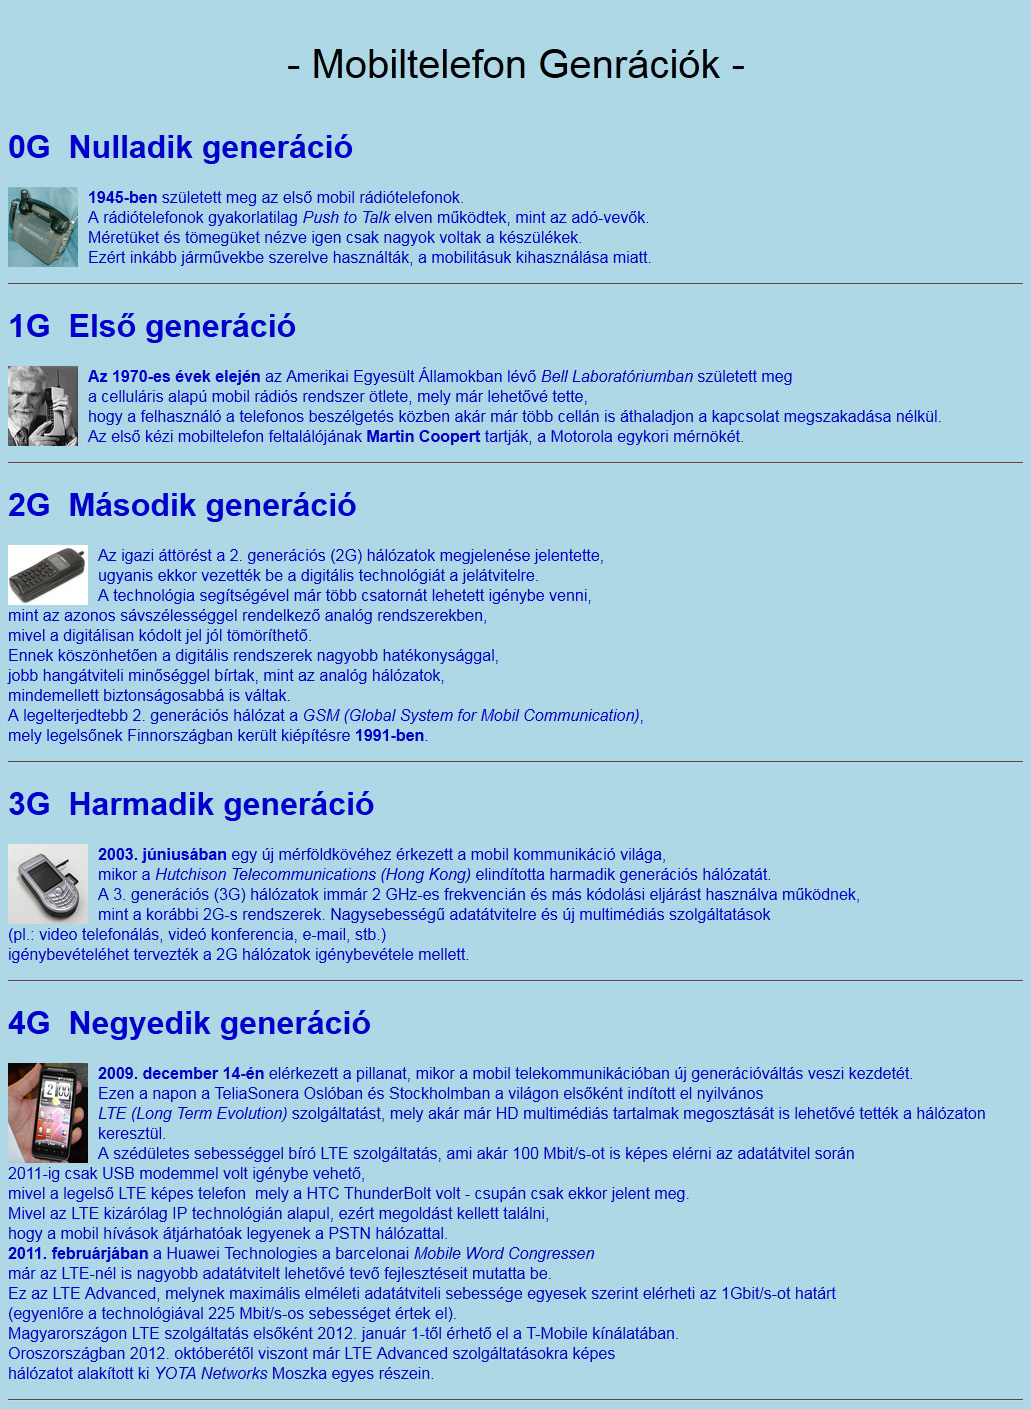 - Mobiltelefon Genrációk -
0G  Nulladik generáció
1945-ben született meg az első mobil rádiótelefonok.
A rádiótelefonok gyakorlatilag Push to Talk elven működtek, mint az adó-vevők.
Méretüket és tömegüket nézve igen csak nagyok voltak a készülékek.
Ezért inkább járművekbe szerelve használták, a mobilitásuk kihasználása miatt.
1G  Első generáció
Az 1970-es évek elején az Amerikai Egyesült Államokban lévő Bell Laboratóriumban született meg
a celluláris alapú mobil rádiós rendszer ötlete, mely már lehetővé tette,
hogy a felhasználó a telefonos beszélgetés közben akár már több cellán is áthaladjon a kapcsolat megszakadása nélkül.
Az első kézi mobiltelefon feltalálójának Martin Coopert tartják, a Motorola egykori mérnökét.
2G  Második generáció
Az igazi áttörést a 2. generációs (2G) hálózatok megjelenése jelentette,
ugyanis ekkor vezették be a digitális technológiát a jelátvitelre.
A technológia segítségével már több csatornát lehetett igénybe venni,
mint az azonos sávszélességgel rendelkező analóg rendszerekben,
mivel a digitálisan kódolt jel jól tömöríthető.
Ennek köszönhetően a digitális rendszerek nagyobb hatékonysággal,
jobb hangátviteli minőséggel bírtak, mint az analóg hálózatok,
mindemellett biztonságosabbá is váltak.
A legelterjedtebb 2. generációs hálózat a GSM (Global System for Mobil Communication),
mely legelsőnek Finnországban került kiépítésre 1991-ben.
3G  Harmadik generáció
2003. júniusában egy új mérföldkövéhez érkezett a mobil kommunikáció világa,
mikor a Hutchison Telecommunications (Hong Kong) elindította harmadik generációs hálózatát.
A 3. generációs (3G) hálózatok immár 2 GHz-es frekvencián és más kódolási eljárást használva működnek,
mint a korábbi 2G-s rendszerek. Nagysebességű adatátvitelre és új multimédiás szolgáltatások
(pl.: video telefonálás, videó konferencia, e-mail, stb.)
igénybevételéhet tervezték a 2G hálózatok igénybevétele mellett.
4G  Negyedik generáció
2009. december 14-én elérkezett a pillanat, mikor a mobil telekommunikációban új generációváltás veszi kezdetét.
Ezen a napon a TeliaSonera Oslóban és Stockholmban a világon elsőként indított el nyilvános
LTE (Long Term Evolution) szolgáltatást, mely akár már HD multimédiás tartalmak megosztását is lehetővé tették a hálózaton
keresztül.
A szédületes sebességgel bíró LTE szolgáltatás, ami akár 100 Mbit/s-ot is képes elérni az adatátvitel során
2011-ig csak USB modemmel volt igénybe vehető,
mivel a legelső LTE képes telefon  mely a HTC ThunderBolt volt - csupán csak ekkor jelent meg.
Mivel az LTE kizárólag IP technológián alapul, ezért megoldást kellett találni,
hogy a mobil hívások átjárhatóak legyenek a PSTN hálózattal.
2011. februárjában a Huawei Technologies a barcelonai Mobile Word Congressen
már az LTE-nél is nagyobb adatátvitelt lehetővé tevő fejlesztéseit mutatta be.
Ez az LTE Advanced, melynek maximális elméleti adatátviteli sebessége egyesek szerint elérheti az 1Gbit/s-ot határt
(egyenlőre a technológiával 225 Mbit/s-os sebességet értek el).
Magyarországon LTE szolgáltatás elsőként 2012. január 1-től érhető el a T-Mobile kínálatában.
Oroszországban 2012. októberétől viszont már LTE Advanced szolgáltatásokra képes
hálózatot alakított ki YOTA Networks Moszka egyes részein.